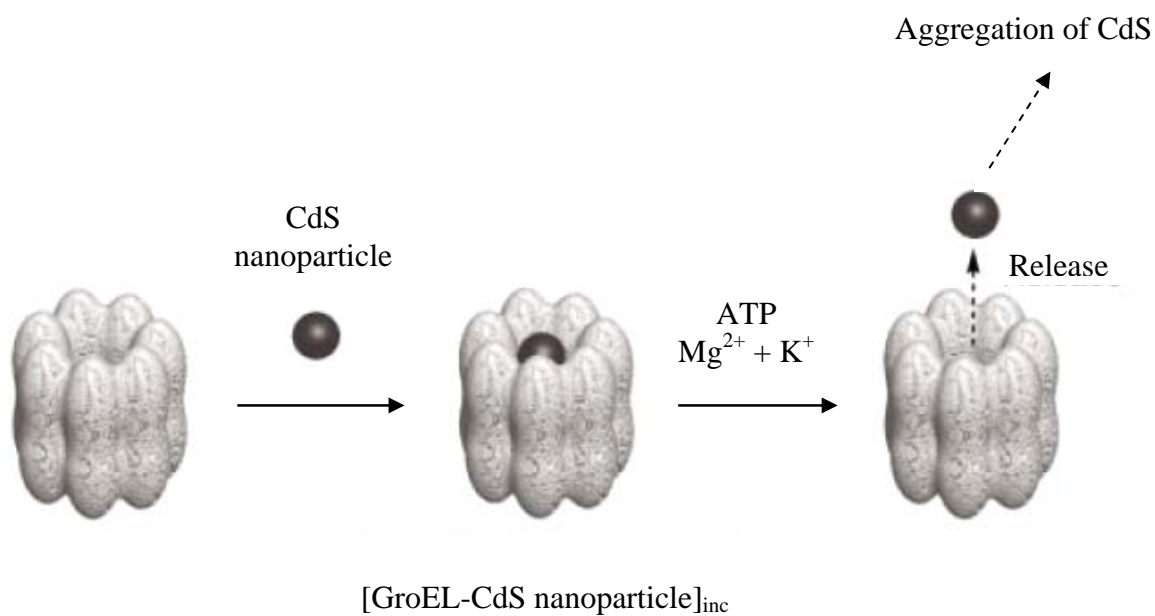 Aggregation of CdS
CdS
nanoparticle
Release
ATP
Mg²⁺ + K⁺
[GroEL-CdS nanoparticle]inc